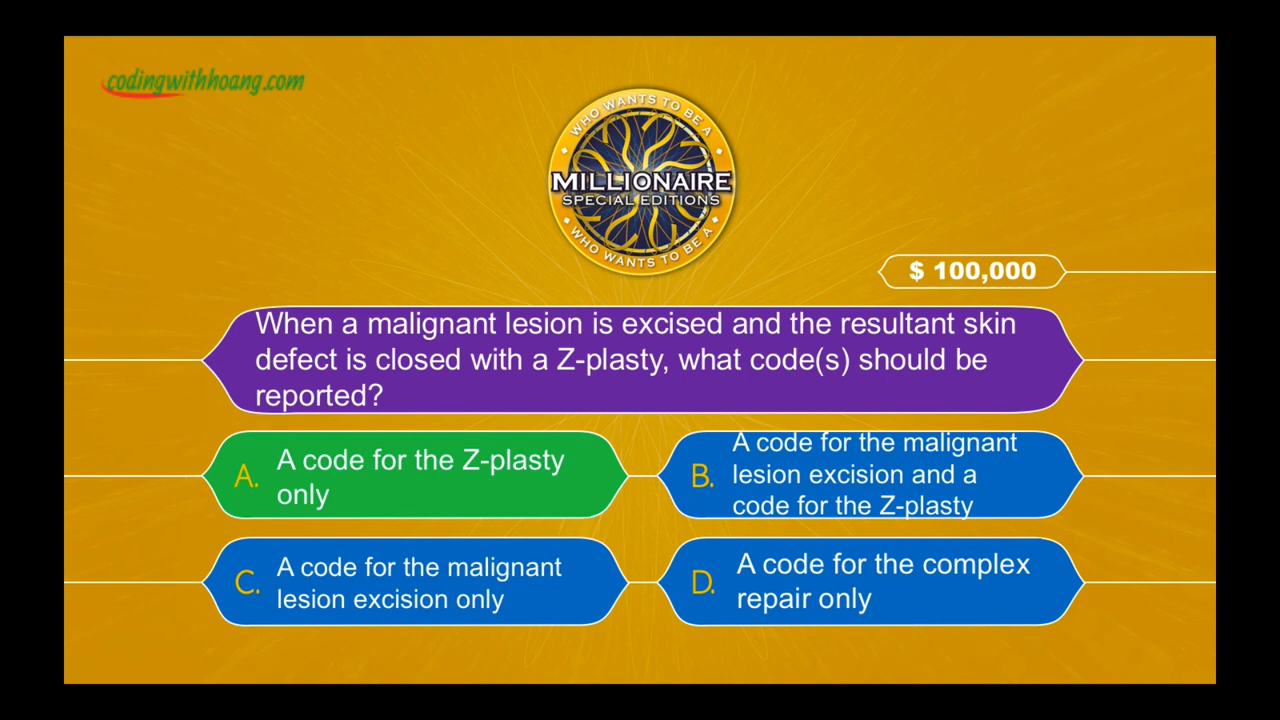 codingwithhoang.com
WHO WANTS TO BE A
MILLIONAIRE
SPECIAL EDITIONS
WHO WANTS TO BE A
$ 100,000
When a malignant lesion is excised and the resultant skin
defect is closed with a Z-plasty, what code(s) should be
reported?
A. A code for the Z-plasty
only
B. A code for the malignant
lesion excision and a
code for the Z-plasty
C. A code for the malignant
lesion excision only
D. A code for the complex
repair only